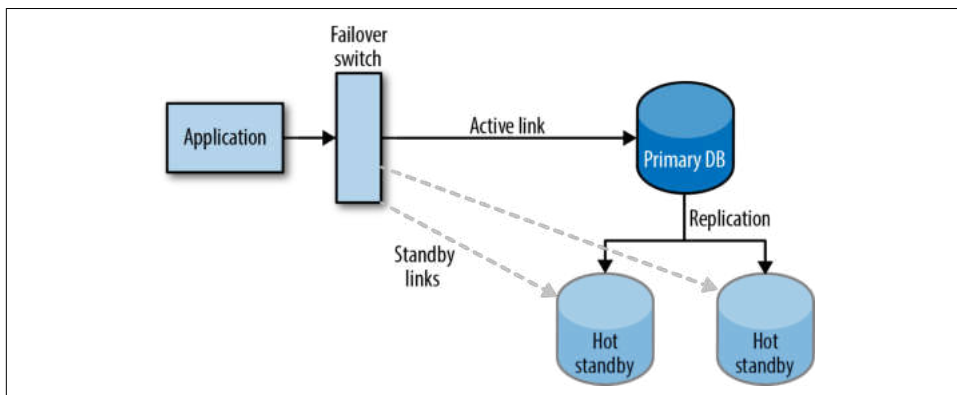 Failover
switch
Application
Active link
Primary DB
Replication
Standby
links
Hot
standby
Hot
standby